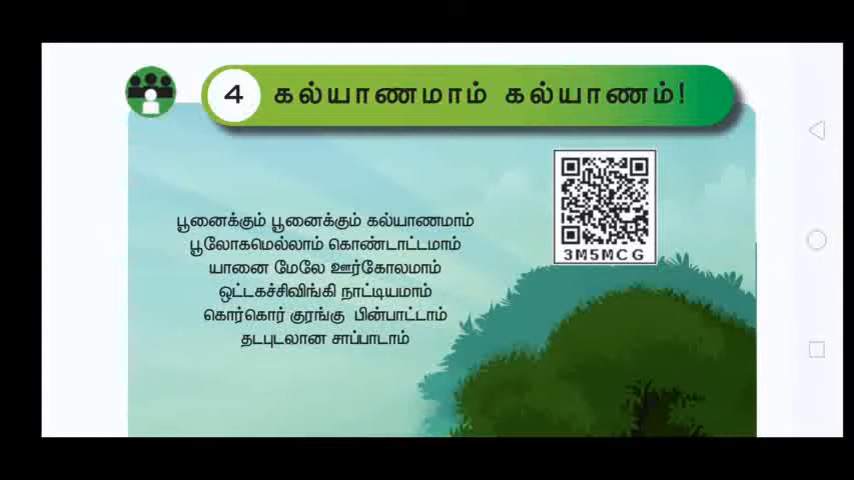 4 கல்யாணமாம் கல்யாணம்!
3M5MCG
பூனைக்கும் பூனைக்கும் கல்யாணமாம்
பூலோகமெல்லாம் கொண்டாட்டமாம்
யானை மேலே ஊர்கோலமாம்
ஒட்டகச்சிவிங்கி நாட்டியமாம்
கொர்கொர் குரங்கு பின்பாட்டாம்
தடபுடலான சாப்பாடாம்